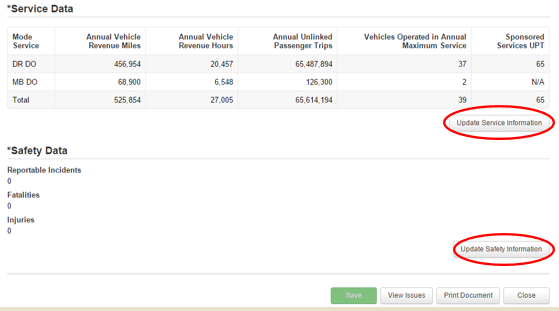 *Service Data
Mode Service Annual Vehicle Revenue Miles Annual Vehicle Revenue Hours Annual Unlinked Passenger Trips Vehicles Operated in Annual Maximum Service Sponsored Services UPT
DR DO 456,954 20,457 65,487,894 37 65
MB DO 68,900 6,548 126,300 2 N/A
Total 525,854 27,005 65,614,194 39 65
Update Service Information
*Safety Data
Reportable Incidents
0
Fatalities
0
Injuries
0
Update Safety Information
Save View Issues Print Document Close